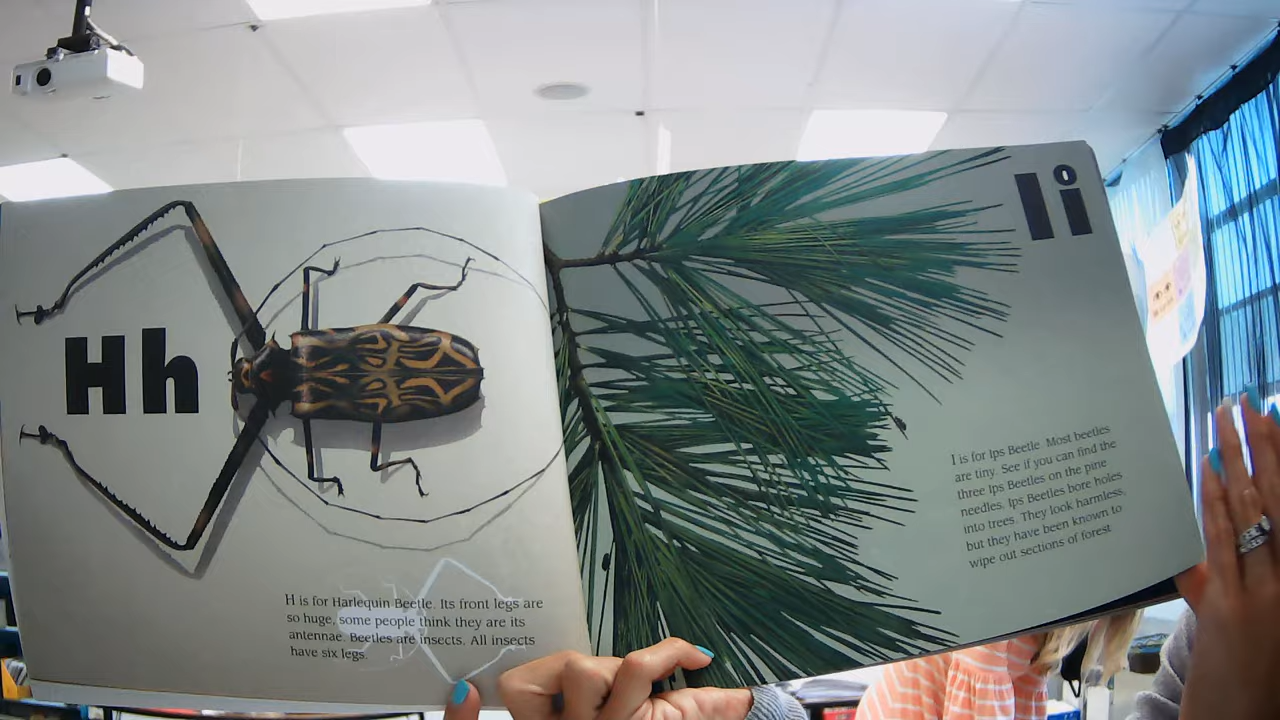 Hh
H is for Harlequin Beetle. Its front legs are
so huge, some people think they are its
antennae. Beetles are insects. All insects
have six legs.
Ii
I is for Ips Beetle. Most beetles
are tiny. See if you can find the
three Ips Beetles on the pine
needles. Ips Beetles bore holes
into trees. They look harmless,
but they have been known to
wipe out sections of forest